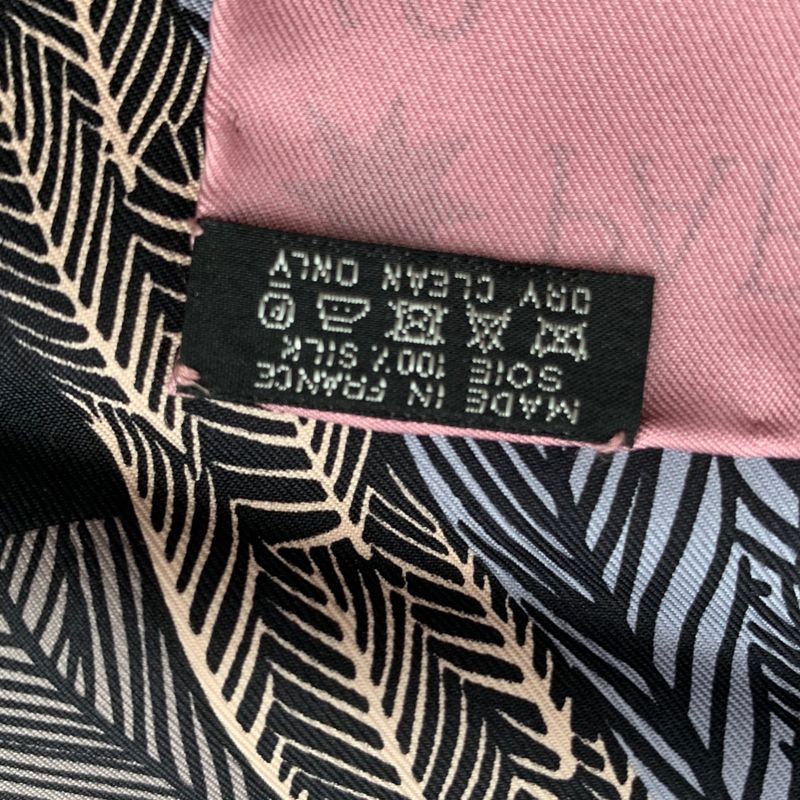 MADE IN FRANCE
SOIE 100% SILK
DRY CLEAN ONLY